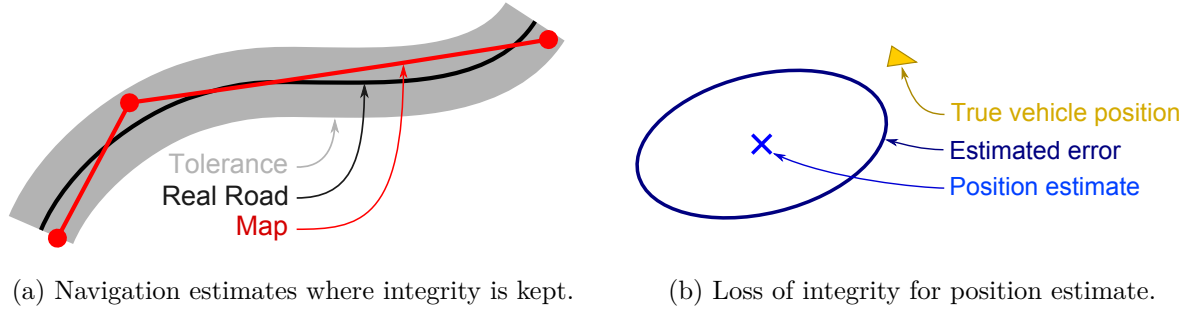 Tolerance
Real Road
Map
True vehicle position
Estimated error
Position estimate
(a) Navigation estimates where integrity is kept.
(b) Loss of integrity for position estimate.